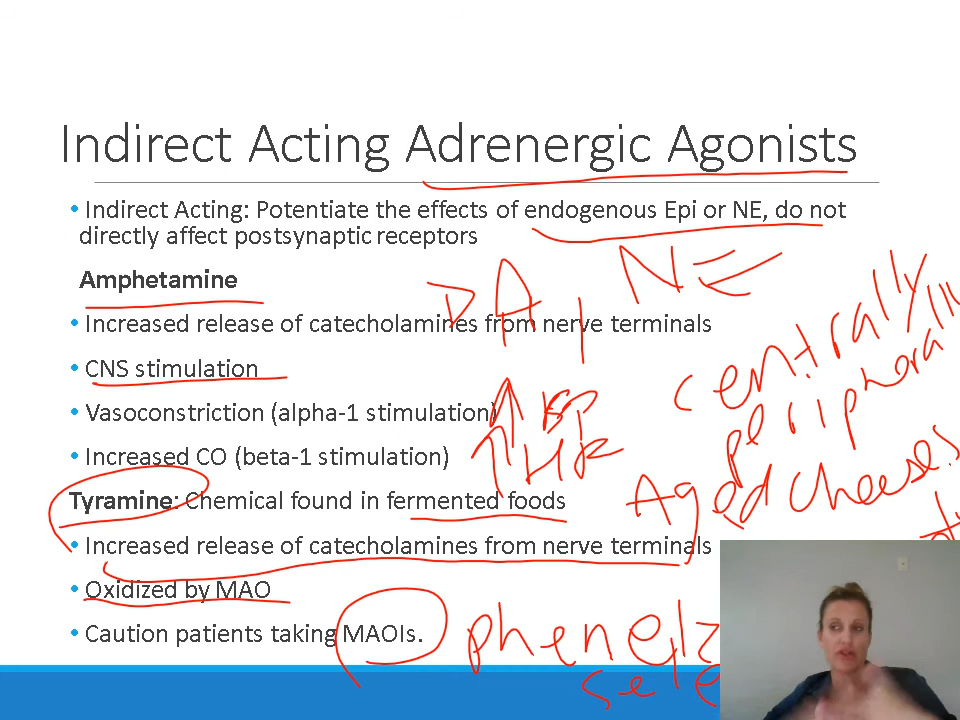 Indirect Acting Adrenergic Agonists
• Indirect Acting: Potentiate the effects of endogenous Epi or NE, do not
directly affect postsynaptic receptors
Amphetamine
DA, NE
• Increased release of catecholamines from nerve terminals
• CNS stimulation
centrally
• Vasoconstriction (alpha-1 stimulation)
↑ BP
peripherall
• Increased CO (beta-1 stimulation)
↑ HR
Tyramine: Chemical found in fermented foods
Aged cheeses
• Increased release of catecholamines from nerve terminals
• Oxidized by MAO
• Caution patients taking MAOIs.
phenelz
sele